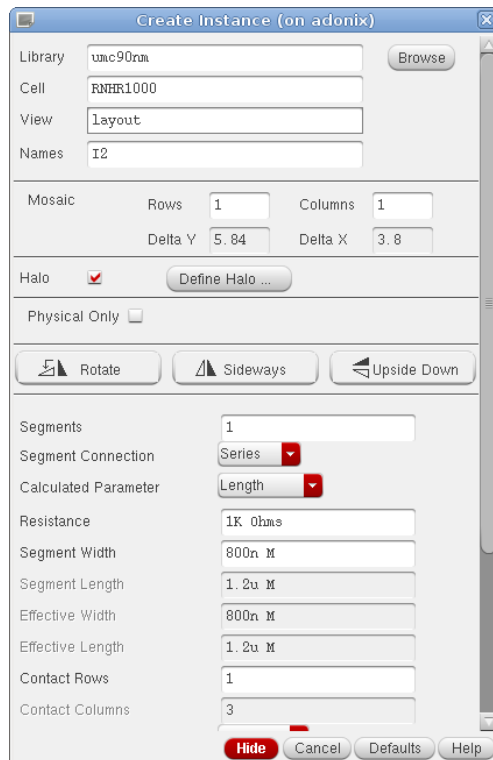 Create Instance (on adonix)
Library umc90nm Browse
Cell RNHR1000
View layout
Names I2
Mosaic Rows 1 Columns 1
Delta Y 5.84 Delta X 3.8
Halo Define Halo ...
Physical Only
Rotate Sideways Upside Down
Segments 1
Segment Connection Series
Calculated Parameter Length
Resistance 1K Ohms
Segment Width 800n M
Segment Length 1.2u M
Effective Width 800n M
Effective Length 1.2u M
Contact Rows 1
Contact Columns 3
Hide Cancel Defaults Help